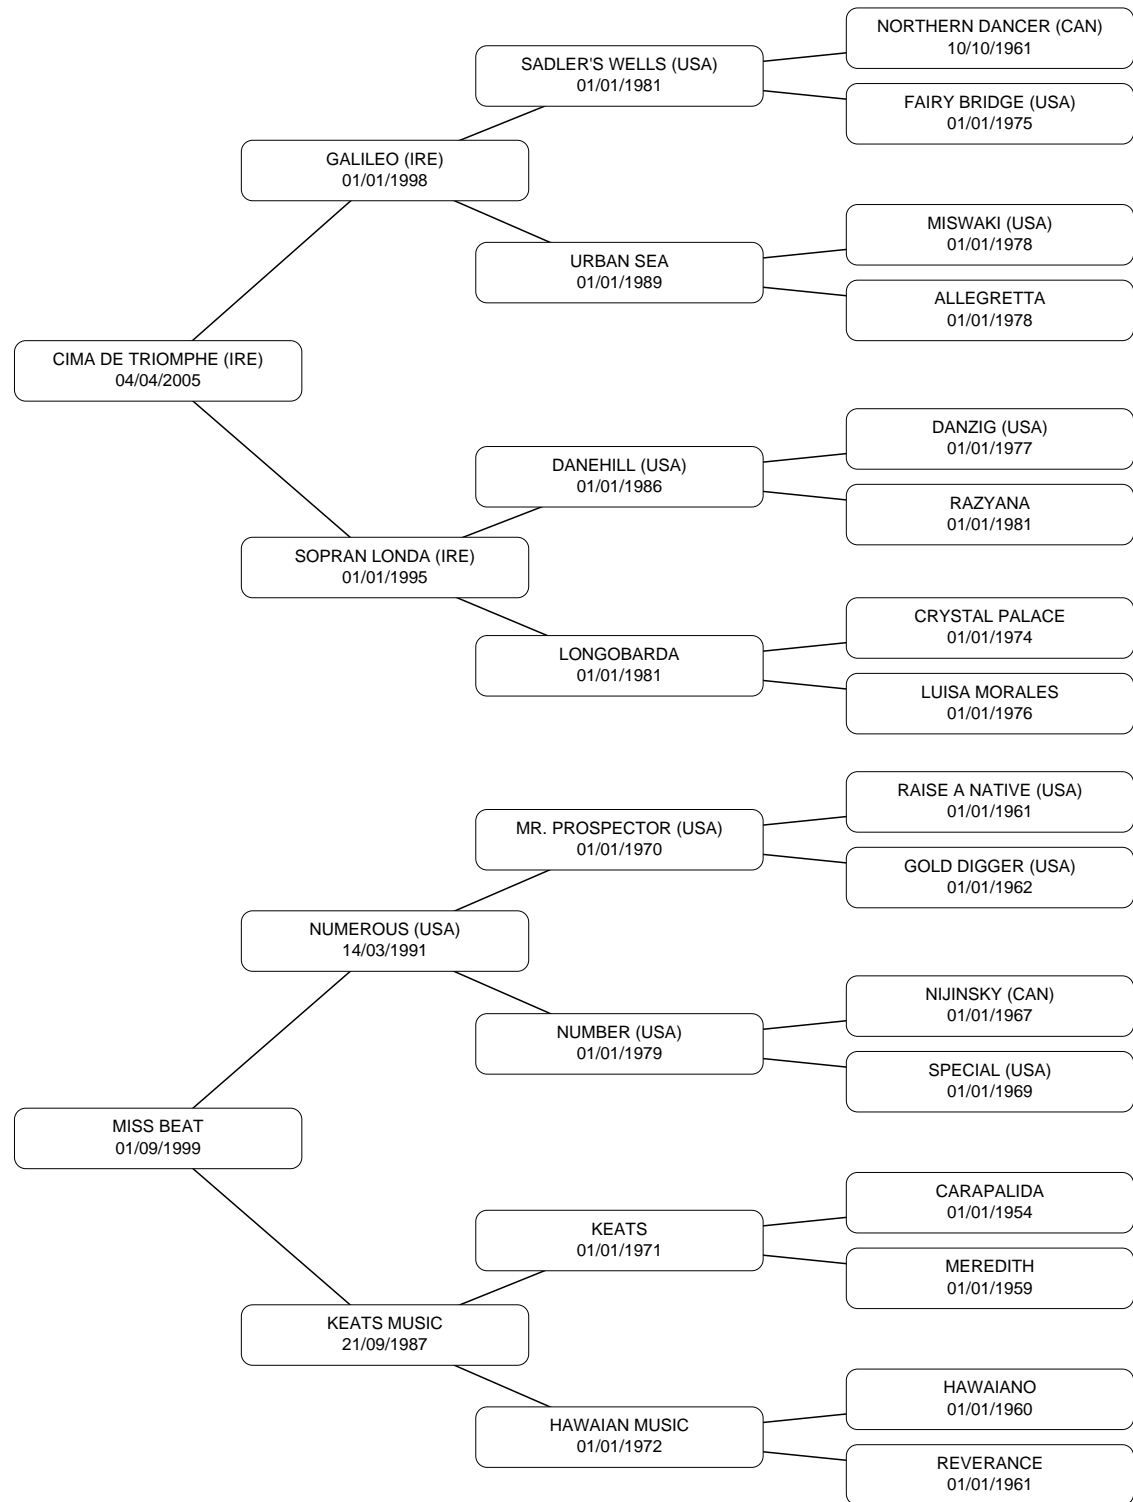 NORTHERN DANCER (CAN)
10/10/1961
SADLER'S WELLS (USA)
01/01/1981
FAIRY BRIDGE (USA)
01/01/1975
GALILEO (IRE)
01/01/1998
MISWAKI (USA)
01/01/1978
URBAN SEA
01/01/1989
ALLEGRETTA
01/01/1978
CIMA DE TRIOMPHE (IRE)
04/04/2005
DANZIG (USA)
01/01/1977
DANEHILL (USA)
01/01/1986
RAZYANA
01/01/1981
SOPRAN LONDA (IRE)
01/01/1995
CRYSTAL PALACE
01/01/1974
LONGOBARDA
01/01/1981
LUISA MORALES
01/01/1976
RAISE A NATIVE (USA)
01/01/1961
MR. PROSPECTOR (USA)
01/01/1970
GOLD DIGGER (USA)
01/01/1962
NUMEROUS (USA)
14/03/1991
NIJINSKY (CAN)
01/01/1967
NUMBER (USA)
01/01/1979
SPECIAL (USA)
01/01/1969
MISS BEAT
01/09/1999
CARAPALIDA
01/01/1954
KEATS
01/01/1971
MEREDITH
01/01/1959
KEATS MUSIC
21/09/1987
HAWAIANO
01/01/1960
HAWAIAN MUSIC
01/01/1972
REVERANCE
01/01/1961